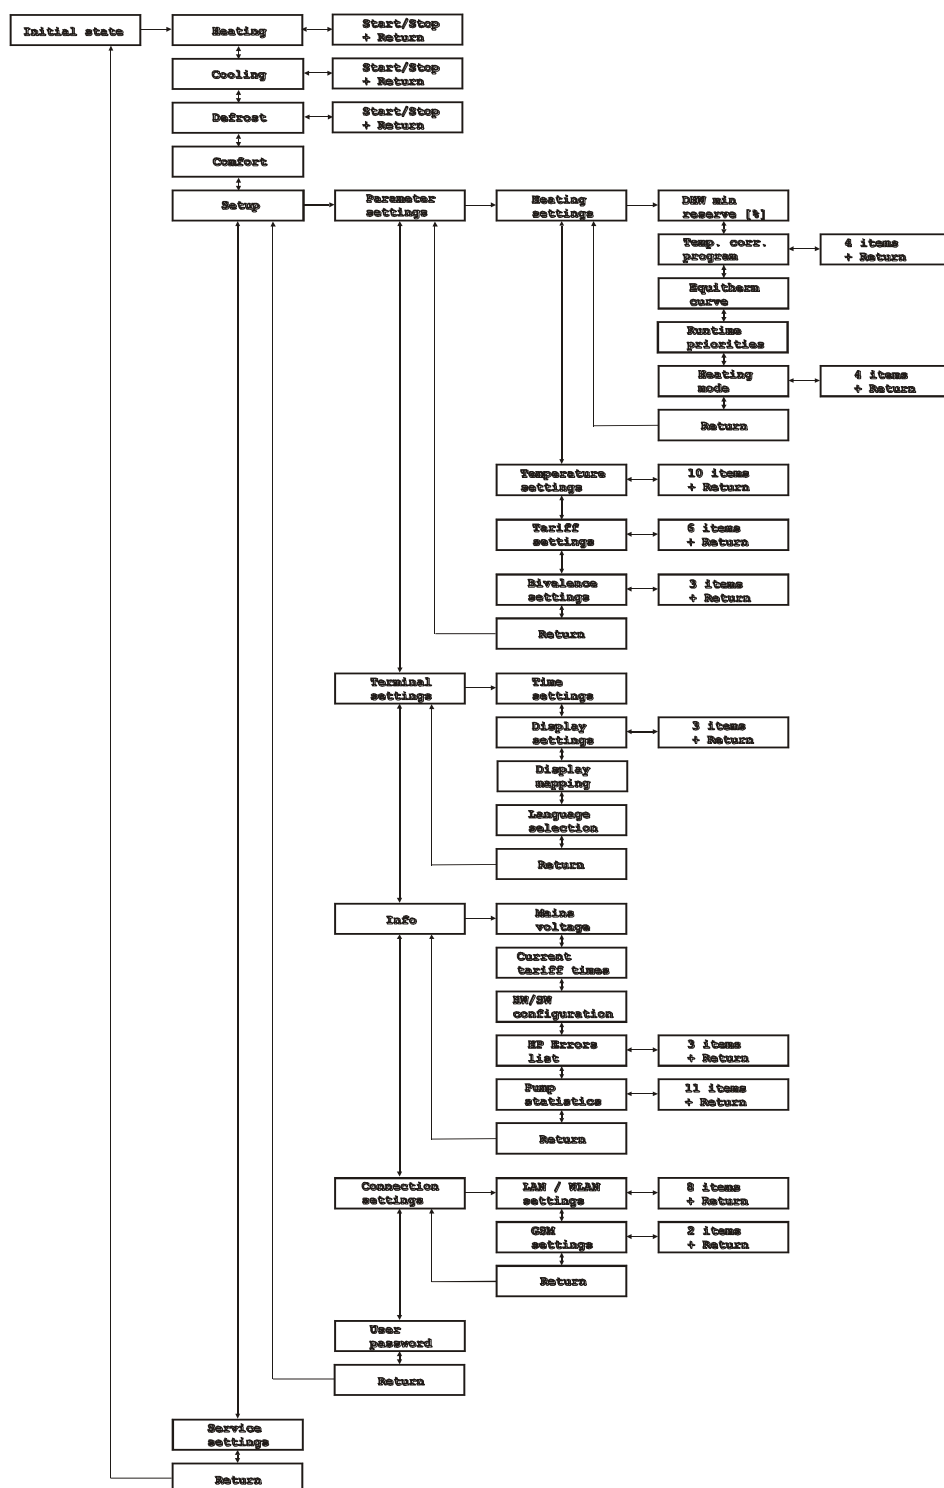 Initial state
Heating
Start/Stop
+ Return
Cooling
Start/Stop
+ Return
Defrost
Start/Stop
+ Return
Comfort
Setup
Parameter
settings
Heating
settings
DHW min
reserve [%]
Temp. corr.
program
4 items
+ Return
Equitherm
curve
Runtime
priorities
Heating
mode
4 items
+ Return
Return
Temperature
settings
10 items
+ Return
Tariff
settings
6 items
+ Return
Bivalence
settings
3 items
+ Return
Return
Terminal
settings
Time
settings
Display
settings
3 items
+ Return
Display
mapping
Language
selection
Return
Info
Mains
voltage
Current
tariff times
HW/SW
configuration
HP Errors
list
3 items
+ Return
Pump
statistics
11 items
+ Return
Return
Connection
settings
LAN / WLAN
settings
8 items
+ Return
GSM
settings
2 items
+ Return
Return
User
password
Return
Service
settings
Return